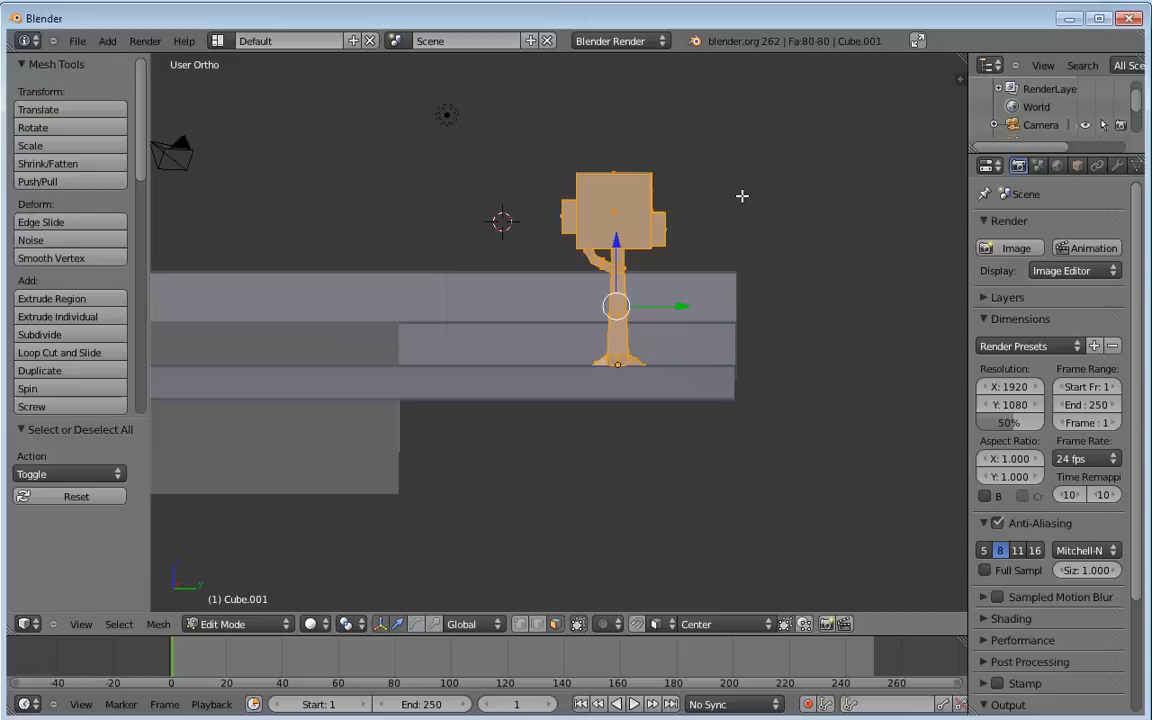 Blender
File Add Render Help Default Scene Blender Render blender.org 262 | Fa:80-80 | Cube.001
Mesh Tools
Transform:
Translate
Rotate
Scale
Shrink/Fatten
Push/Pull
Deform:
Edge Slide
Noise
Smooth Vertex
Add:
Extrude Region
Extrude Individual
Subdivide
Loop Cut and Slide
Duplicate
Spin
Screw
Select or Deselect All
Action
Toggle
Reset
User Ortho
z
y
(1) Cube.001
View Select Mesh Edit Mode Global Center
-40 -20 0 20 40 60 80 100 120 140 160 180 200 220 240 260
View Marker Frame Playback Start: 1 End: 250 1 No Sync
View Search All Sce
RenderLaye
World
Camera
Scene
Render
Image Animation
Display: Image Editor
Layers
Dimensions
Render Presets
Resolution: Frame Range:
X: 1920 Start Fr: 1
Y: 1080 End : 250
50% Frame : 1
Aspect Ratio: Frame Rate:
X: 1.000 24 fps
Y: 1.000 Time Remappi
B Cr 10 10
Anti-Aliasing
5 8 11 16 Mitchell-N
Full Sampl Siz: 1.000
Sampled Motion Blur
Shading
Performance
Post Processing
Stamp
Output